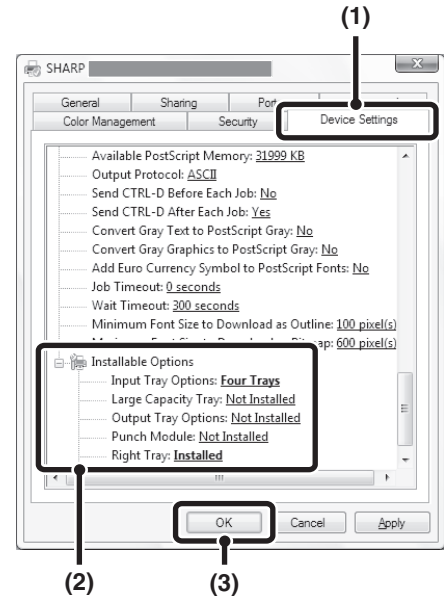 (1)
SHARP
General Sharing
Color Management Security Device Settings
Available PostScript Memory: 31999 KB
Output Protocol: ASCII
Send CTRL-D Before Each Job: No
Send CTRL-D After Each Job: Yes
Convert Gray Text to PostScript Gray: No
Convert Gray Graphics to PostScript Gray: No
Add Euro Currency Symbol to PostScript Fonts: No
Job Timeout: 0 seconds
Wait Timeout: 300 seconds
Minimum Font Size to Download as Outline: 100 pixel(s)
600 pixel(s)
Installable Options
Input Tray Options: Four Trays
Large Capacity Tray: Not Installed
Output Tray Options: Not Installed
Punch Module: Not Installed
Right Tray: Installed
OK Cancel Apply
(2) (3)